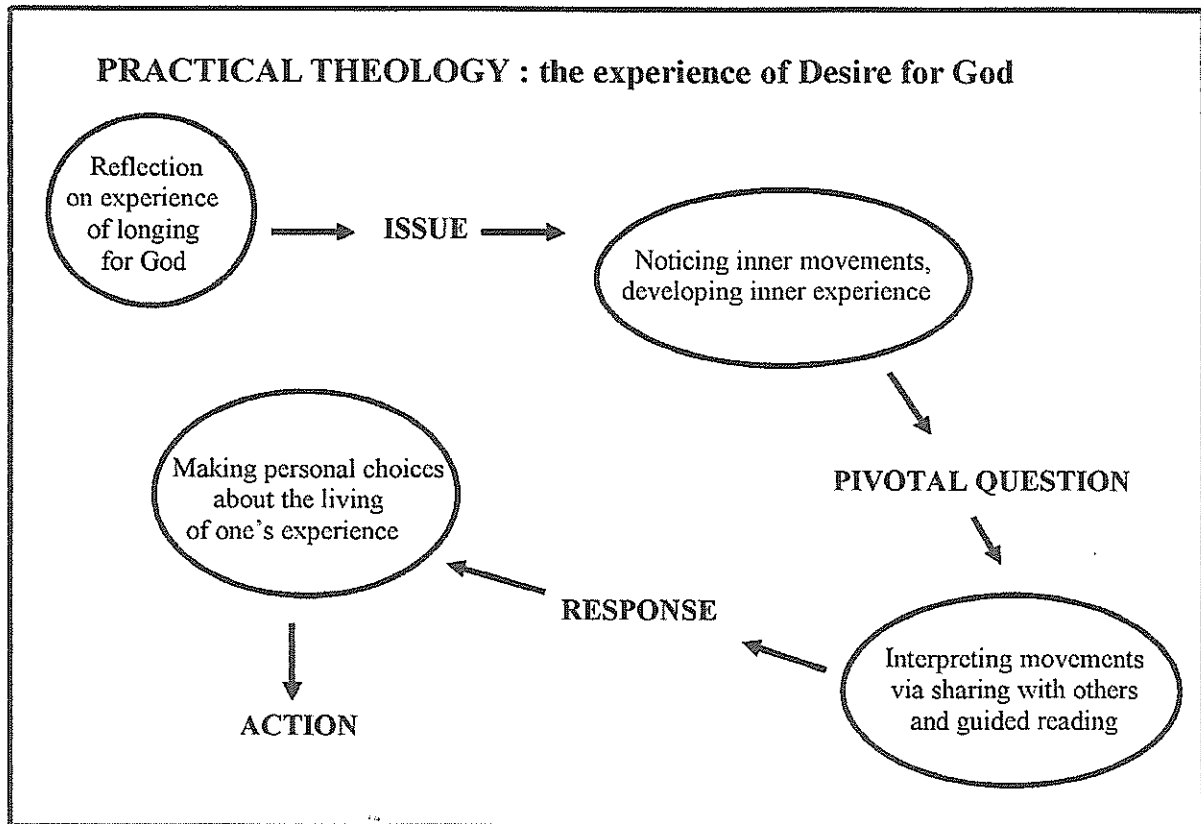 PRACTICAL THEOLOGY : the experience of Desire for God
Reflection
on experience
of longing
for God
ISSUE
Noticing inner movements,
developing inner experience
PIVOTAL QUESTION
Interpreting movements
via sharing with others
and guided reading
RESPONSE
Making personal choices
about the living
of one's experience
ACTION